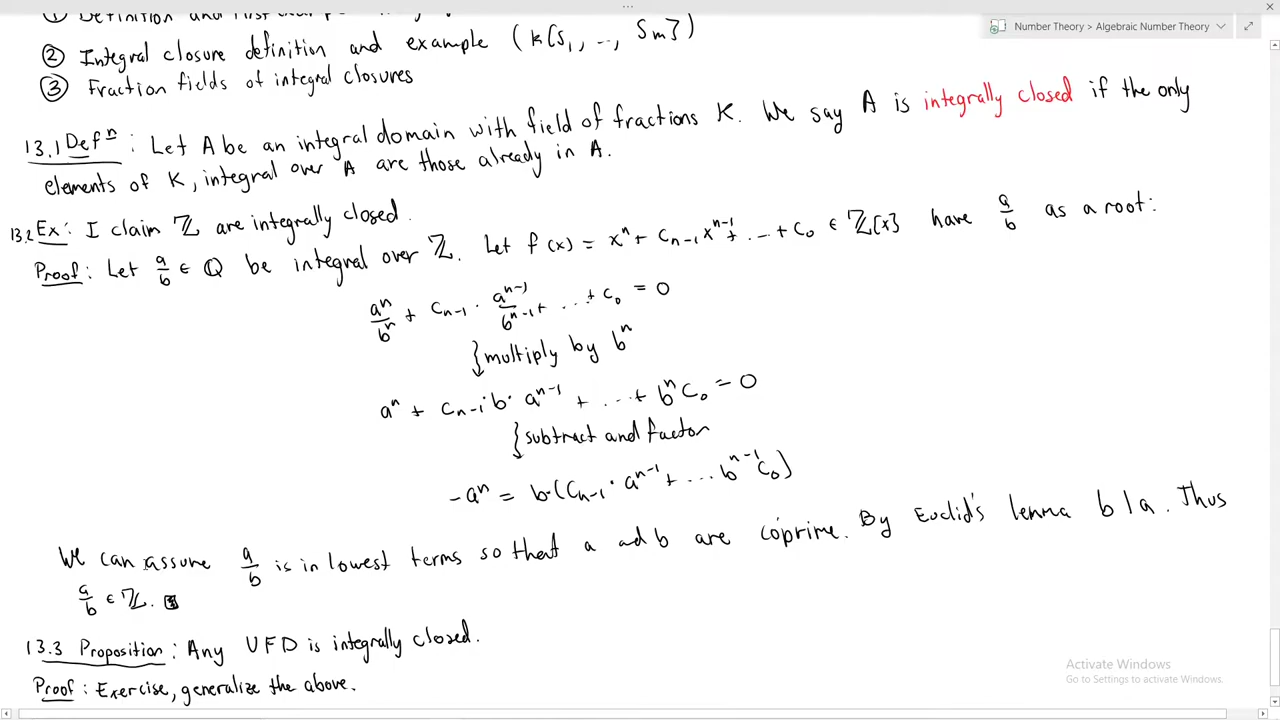 Number Theory > Algebraic Number Theory
① Definition and first
② Integral closure definition and example (k[S₁, ..., Sₘ])
③ Fraction fields of integral closures
13.1 Defⁿ: Let A be an integral domain with field of fractions K. We say A is integrally closed if the only
elements of K, integral over A are those already in A.
13.2 Ex: I claim ℤ are integrally closed.
Proof: Let a/b ∈ ℚ be integral over ℤ. Let f(x) = xⁿ + cₙ₋₁xⁿ⁻¹ + ... + c₀ ∈ ℤ[x] have a/b as a root:
aⁿ/bⁿ + cₙ₋₁ · aⁿ⁻¹/bⁿ⁻¹ + ... + c₀ = 0
multiply by bⁿ
aⁿ + cₙ₋₁ · b · aⁿ⁻¹ + ... + bⁿc₀ = 0
subtract and factor
-aⁿ = b·(cₙ₋₁ · aⁿ⁻¹ + ... bⁿ⁻¹c₀)
We can assume a/b is in lowest terms so that a ad b are coprime. By Euclid's lemma b | a. Thus
a/b ∈ ℤ.
13.3 Proposition: Any UFD is integrally closed.
Proof: Exercise, generalize the above.
Activate Windows
Go to Settings to activate Windows.